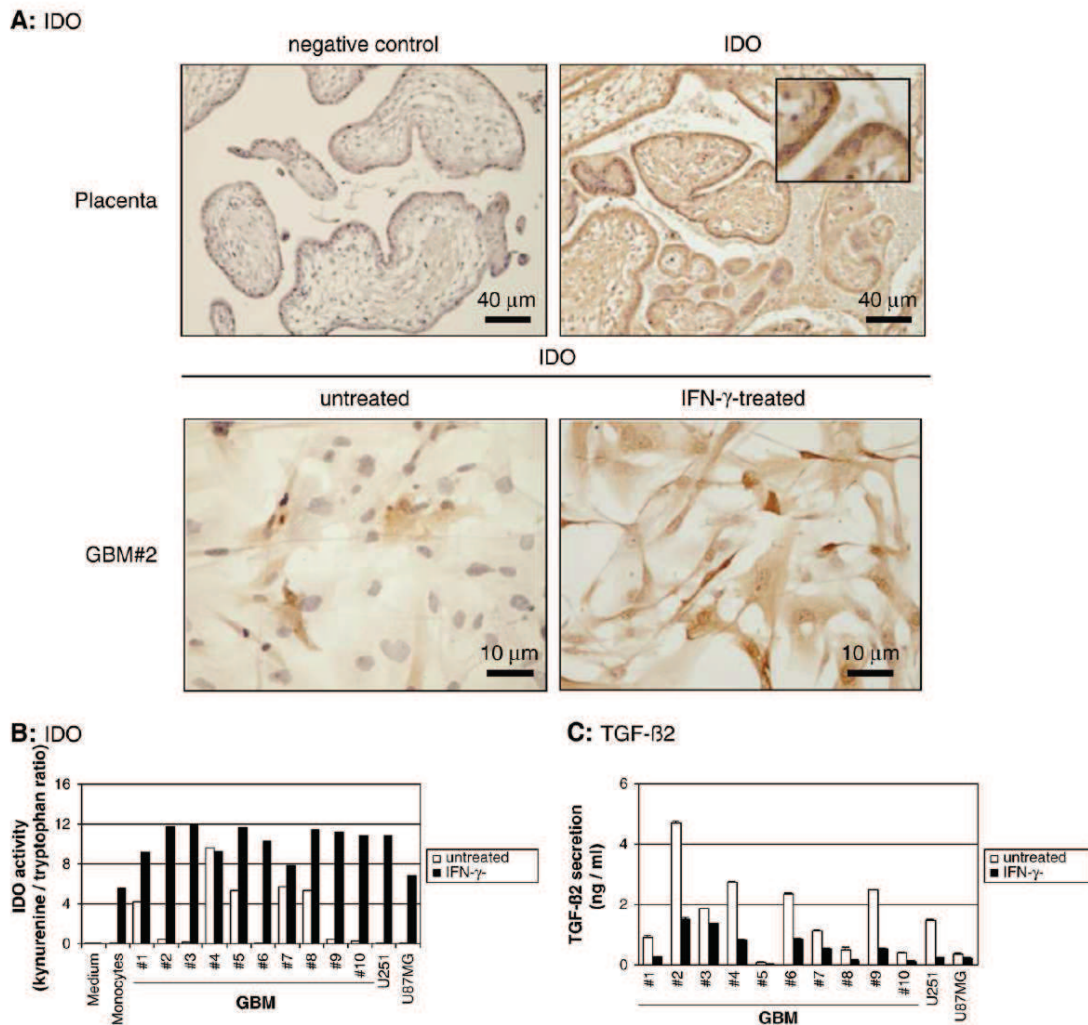 A: IDO
negative control
IDO
Placenta
40 μm
40 μm
IDO
untreated
IFN-γ-treated
GBM#2
10 μm
10 μm
B: IDO
IDO activity
(kynurenine / tryptophan ratio)
16
12
8
4
0
Medium
Monocytes
#1
#2
#3
#4
#5
#6
#7
#8
#9
#10
U251
U87MG
GBM
untreated
IFN-γ-
C: TGF-ß2
TGF-ß2 secretion
(ng / ml)
6
4
2
0
#1
#2
#3
#4
#5
#6
#7
#8
#9
#10
U251
U87MG
GBM
untreated
IFN-γ-